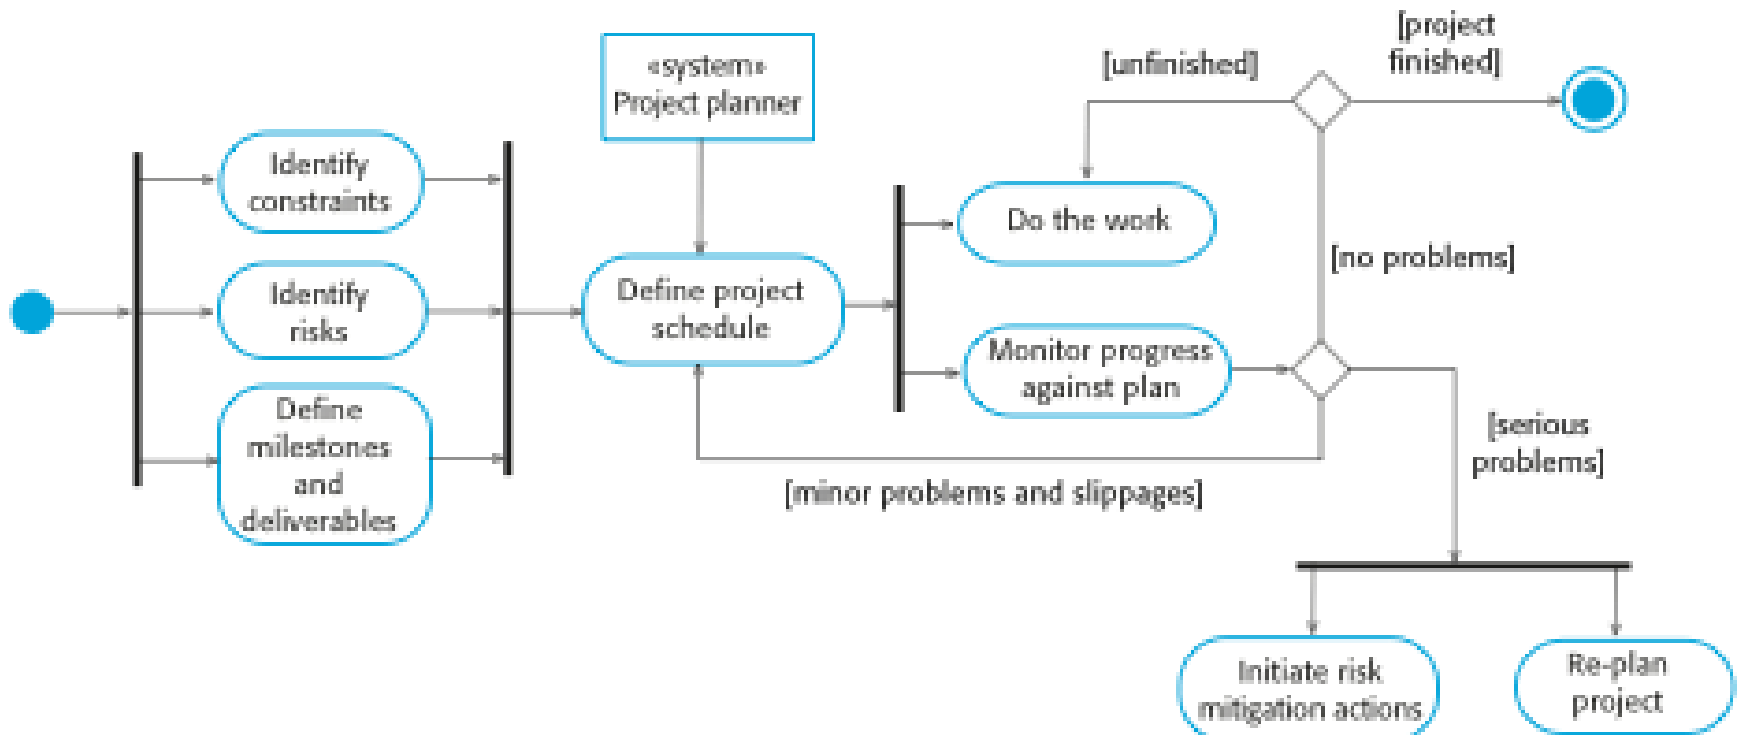 Identify
constraints
Identify
risks
Define
milestones
and
deliverables
«system»
Project planner
Define project
schedule
[unfinished]
[project
finished]
Do the work
[no problems]
Monitor progress
against plan
[minor problems and slippages]
[serious
problems]
Initiate risk
mitigation actions
Re-plan
project